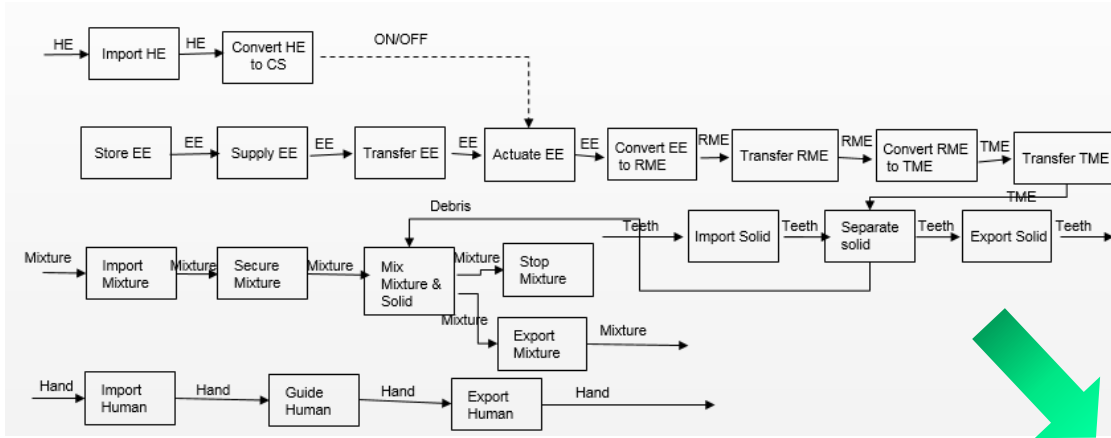 HE
Import HE
HE
Convert HE
to CS
ON/OFF
Store EE
EE
Supply EE
EE
Transfer EE
EE
Actuate EE
EE
Convert EE
to RME
RME
Transfer RME
RME
Convert RME
to TME
TME
Transfer TME
TME
Debris
Teeth
Import Solid
Teeth
Separate
solid
Teeth
Export Solid
Teeth
Mixture
Import
Mixture
Mixture
Secure
Mixture
Mixture
Mix
Mixture &
Solid
Mixture
Stop
Mixture
Mixture
Export
Mixture
Mixture
Hand
Import
Human
Hand
Guide
Human
Hand
Export
Human
Hand